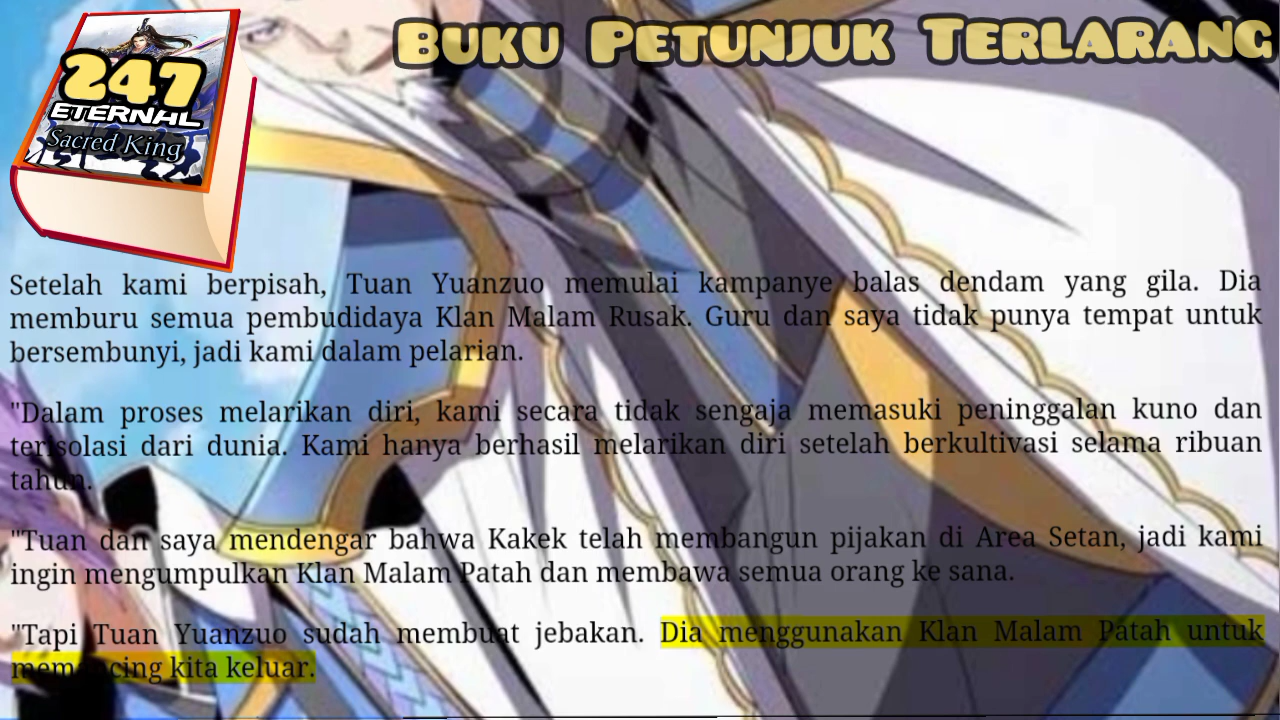 BUKU PETUNJUK TERLARANG
247
ETERNAL
Sacred King
Setelah kami berpisah, Tuan Yuanzuo memulai kampanye balas dendam yang gila. Dia
memburu semua pembudidaya Klan Malam Rusak. Guru dan saya tidak punya tempat untuk
bersembunyi, jadi kami dalam pelarian.
"Dalam proses melarikan diri, kami secara tidak sengaja memasuki peninggalan kuno dan
terisolasi dari dunia. Kami hanya berhasil melarikan diri setelah berkultivasi selama ribuan
tahun.
"Tuan dan saya mendengar bahwa Kakek telah membangun pijakan di Area Setan, jadi kami
ingin mengumpulkan Klan Malam Patah dan membawa semua orang ke sana.
"Tapi Tuan Yuanzuo sudah membuat jebakan. Dia menggunakan Klan Malam Patah untuk
memancing kita keluar.